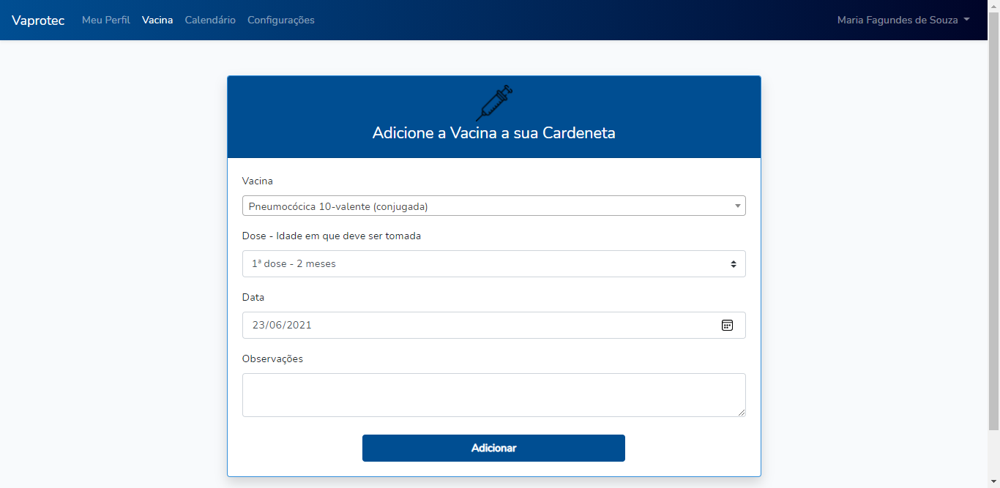 Vaprotec Meu Perfil Vacina Calendário Configurações Maria Fagundes de Souza
Adicione a Vacina a sua Cardeneta
Vacina
Pneumocócica 10-valente (conjugada)
Dose - Idade em que deve ser tomada
1ª dose - 2 meses
Data
23/06/2021
Observações
Adicionar